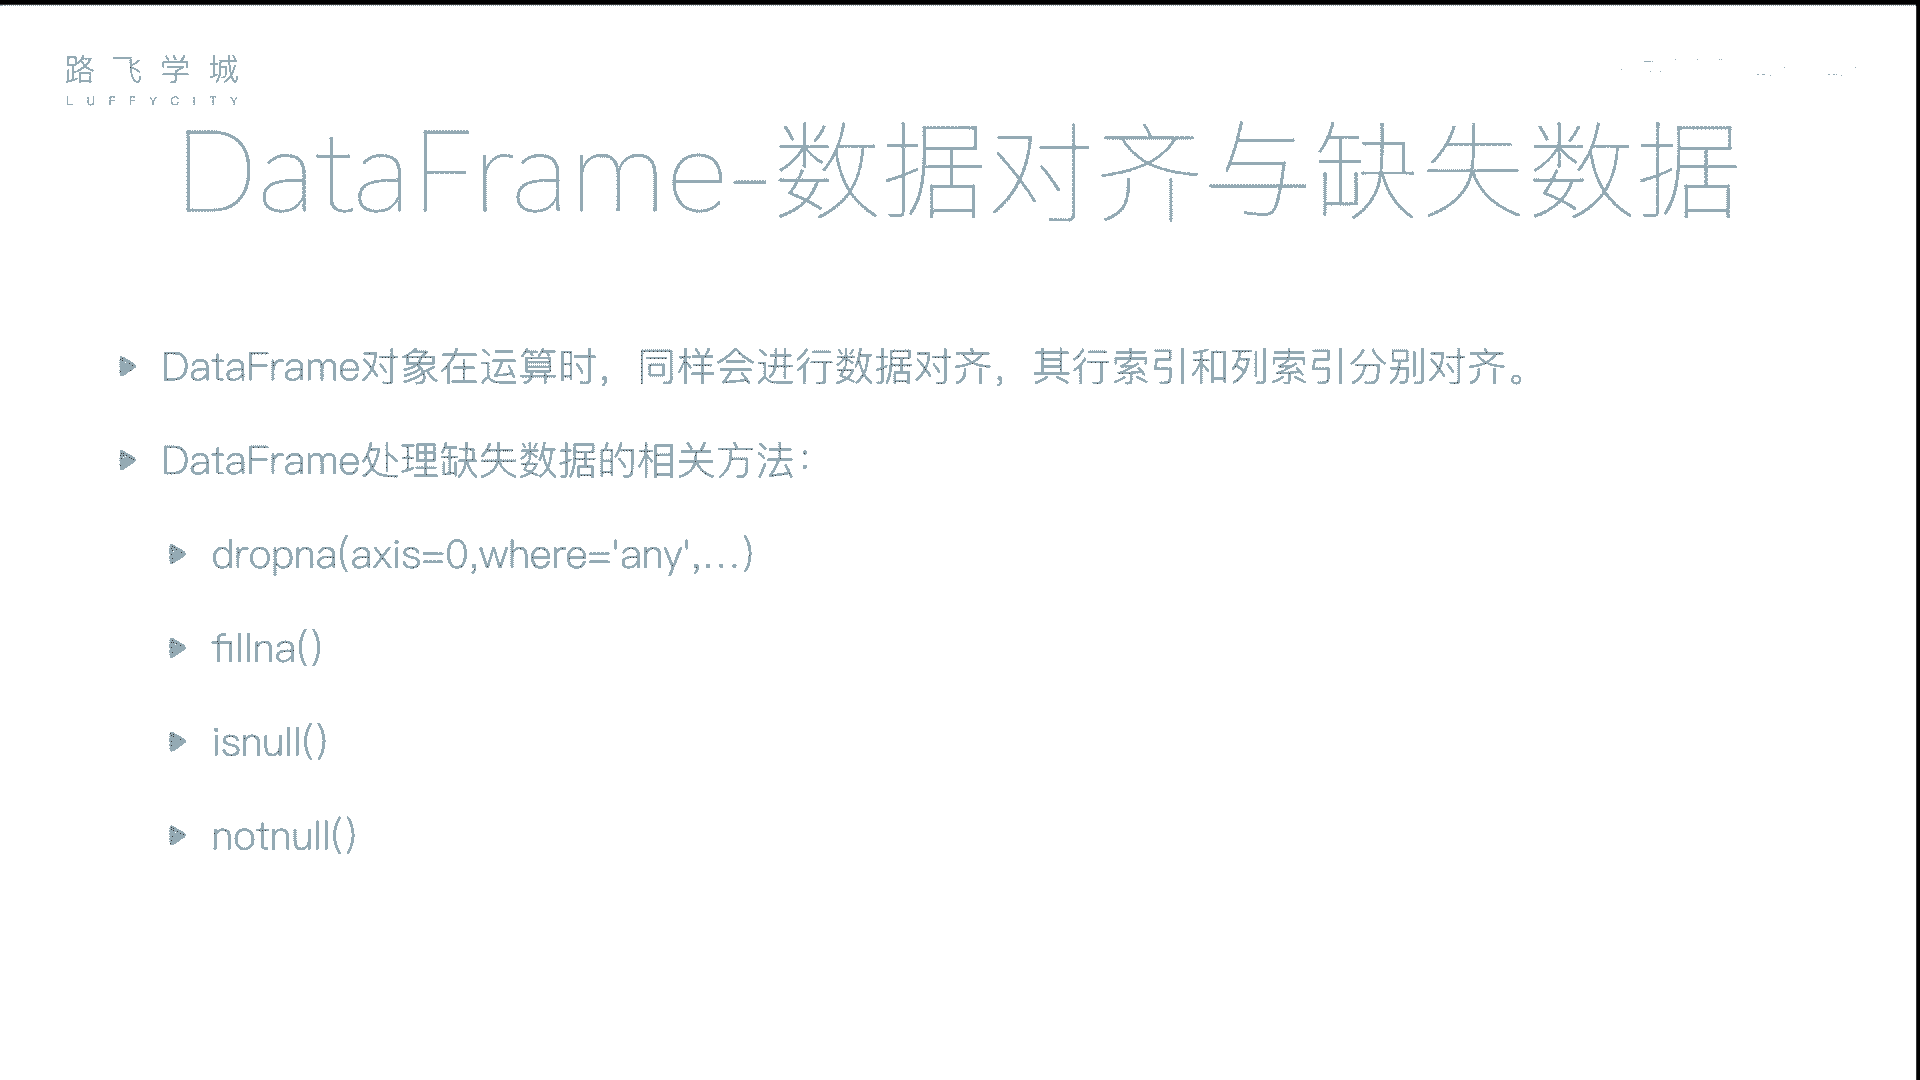 路飞学城
LUFFYCITY
DataFrame-数据对齐与缺失数据
DataFrame对象在运算时，同样会进行数据对齐，其行索引和列索引分别对齐。
DataFrame处理缺失数据的相关方法：
dropna(axis=0,where='any',…)
fillna()
isnull()
notnull()